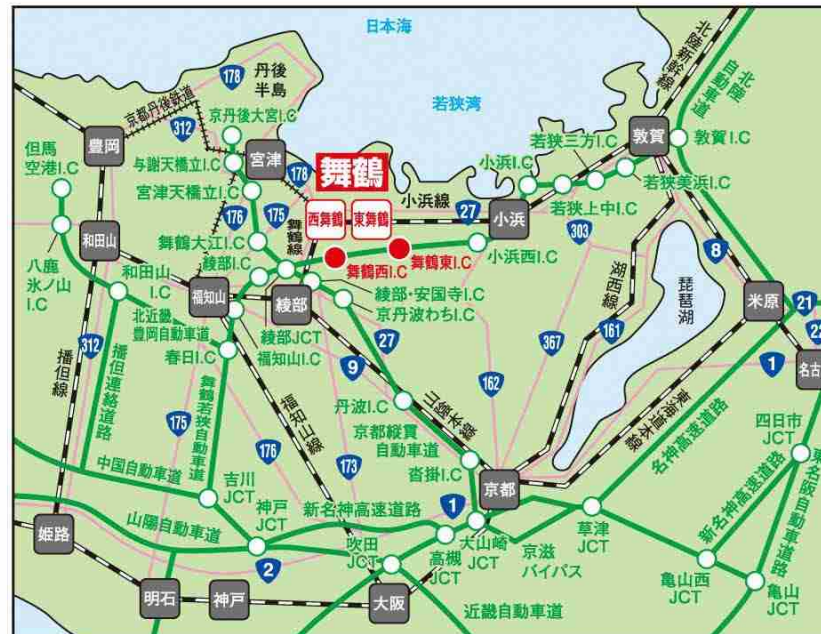 日本海
若狭湾
丹後
半島
178
312
京都丹後鉄道
京丹後大宮I.C
北陸新幹線
北陸
自動車道
豊岡
但馬
空港I.C
与謝天橋立I.C
宮津
178
宮津天橋立I.C
舞鶴
西舞鶴
東舞鶴
小浜線
27
小浜
小浜I.C
若狭三方I.C
若狭上中I.C
若狭美浜I.C
敦賀
敦賀I.C
176
175
舞鶴線
舞鶴大江I.C
綾部I.C
舞鶴西I.C
舞鶴東I.C
小浜西I.C
303
8
和田山
八鹿
氷ノ山
I.C
和田山
I.C
福知山
綾部
綾部・安国寺I.C
京丹波わちI.C
湖西線
琵琶湖
161
米原
21
22
北近畿
豊岡自動車道
綾部JCT
福知山I.C
春日I.C
27
9
367
162
1
名古
312
播但線
播但連絡道路
舞鶴若狭自動車道
175
福知山線
176
173
丹波I.C
山陰本線
京都縦貫
自動車道
沓掛I.C
京都
東海道本線
名神高速道路
四日市
JCT
東名阪自動車道路
新名神高速道路
中国自動車道
吉川
JCT
山陽自動車道
神戸
JCT
新名神高速道路
1
吹田
JCT
高槻
JCT
大山崎
JCT
京滋
バイパス
草津
JCT
亀山西
JCT
亀山
JCT
姫路
2
明石
神戸
大阪
近畿自動車道